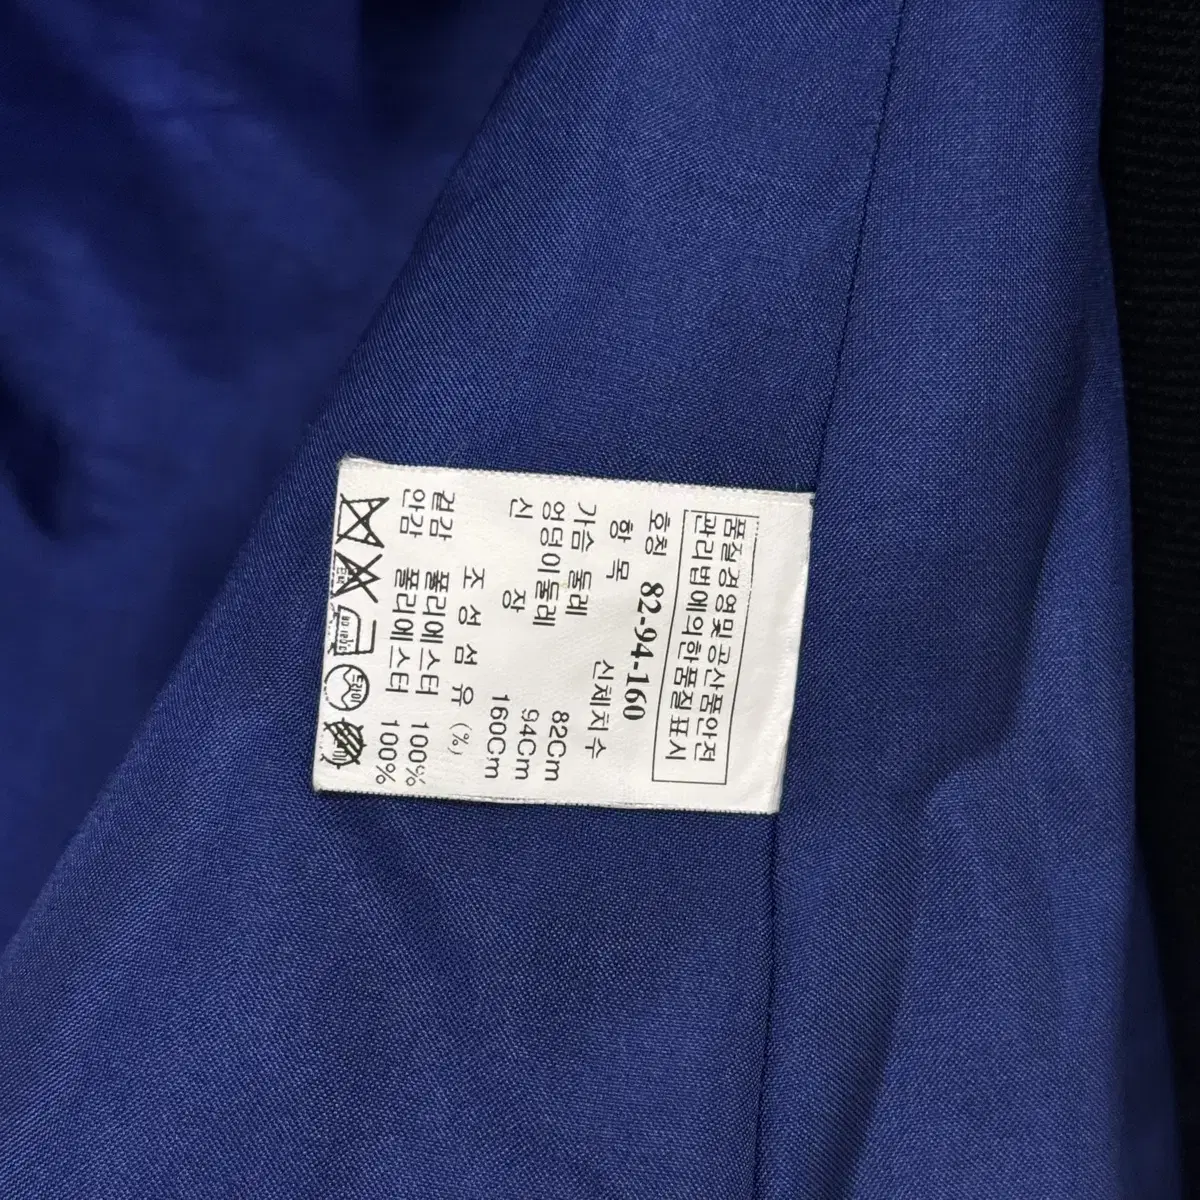 품질경영및공산품안전
관리법에의한품질표시
호칭 82-94-160
항 목 신체치수
가슴 둘레 82Cm
엉덩이둘레 94Cm
신 장 160Cm
조 성 섬 유 (%)
겉감 폴리에스터 100%
안감 폴리에스터 100%
드라이